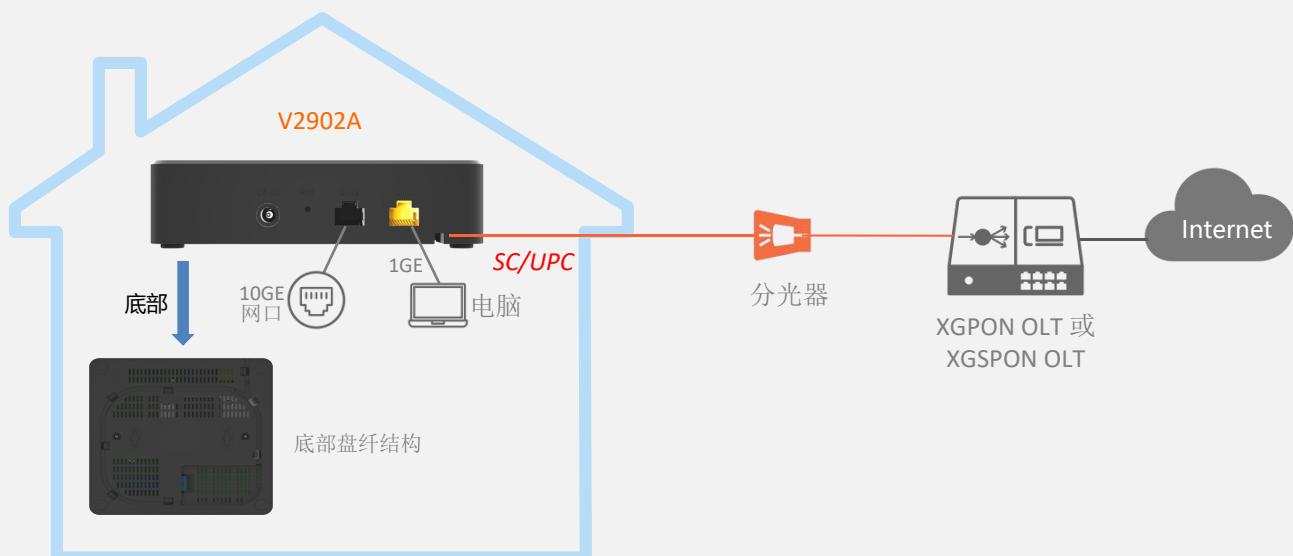 V2902A
底部
10GE
网口
1GE
电脑
SC/UPC
底部盘纤结构
分光器
XGPON OLT 或
XGSPON OLT
Internet